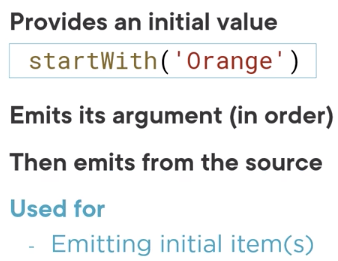 Provides an initial value
startWith('Orange')
Emits its argument (in order)
Then emits from the source
Used for
- Emitting initial item(s)